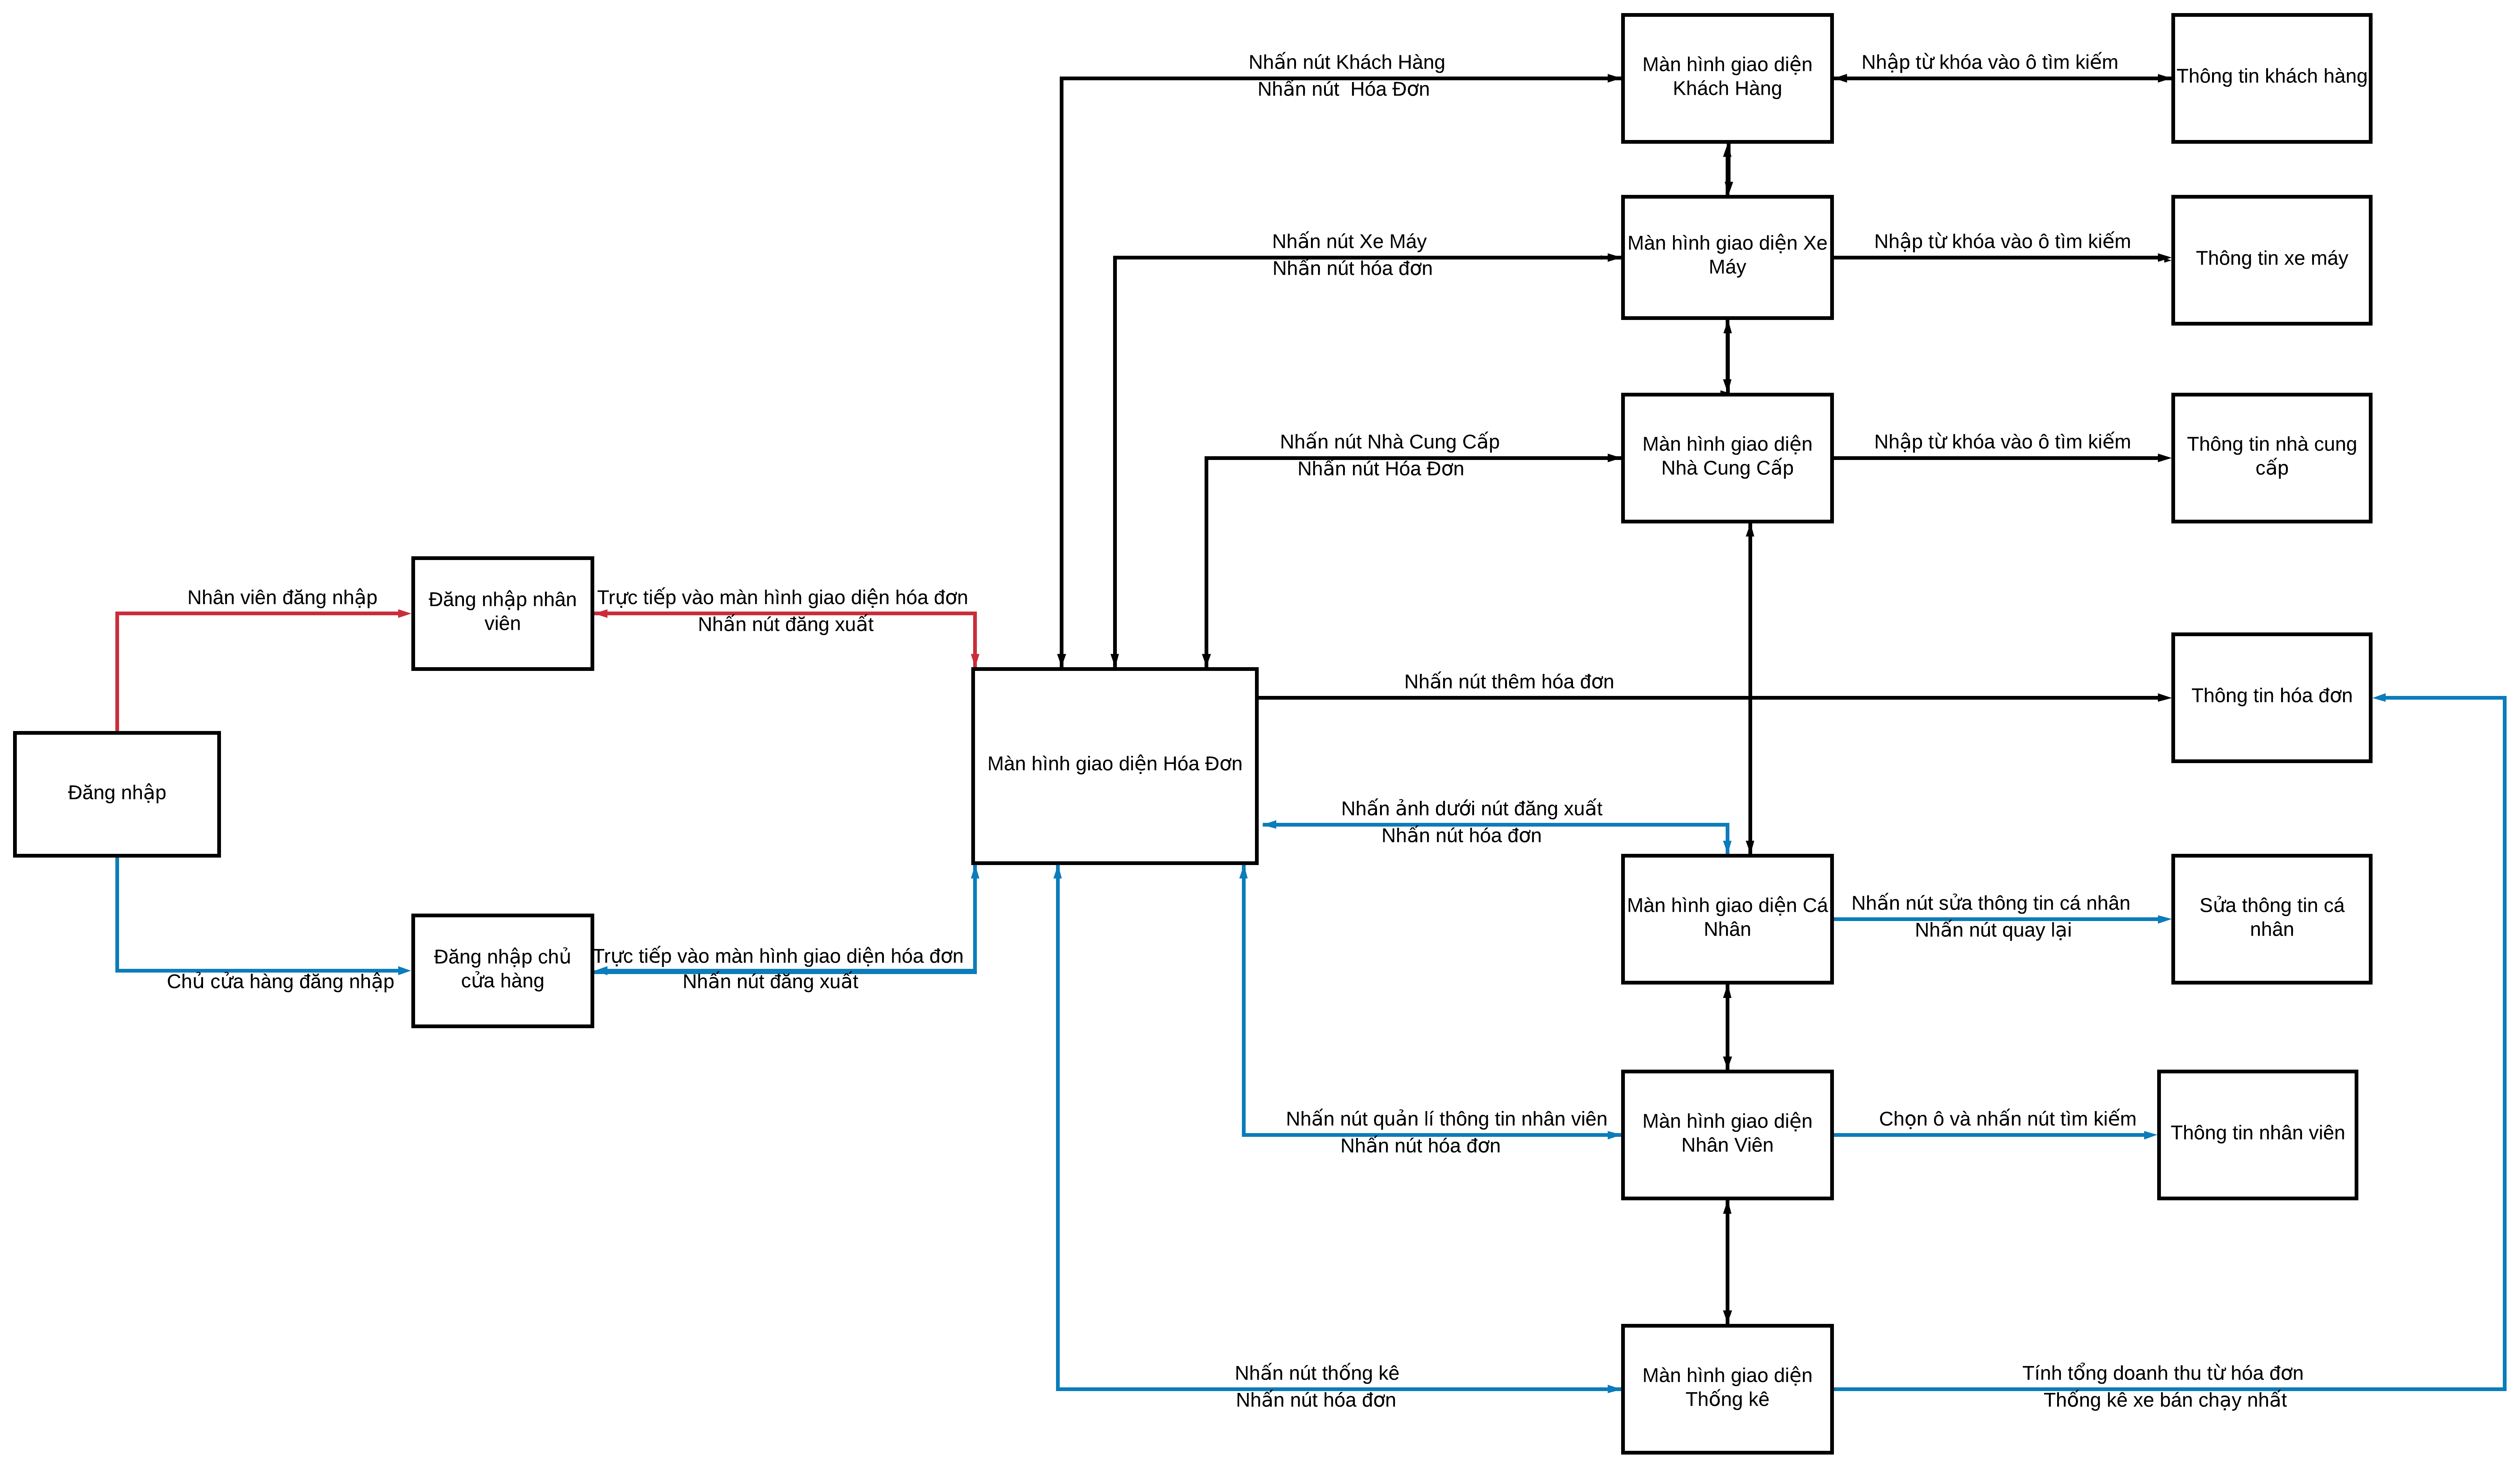 Nhấn nút Khách Hàng
Nhấn nút  Hóa Đơn
Màn hình giao diện
Khách Hàng
Nhập từ khóa vào ô tìm kiếm
Thông tin khách hàng
Nhấn nút Xe Máy
Nhấn nút hóa đơn
Màn hình giao diện Xe
Máy
Nhập từ khóa vào ô tìm kiếm
Thông tin xe máy
Nhấn nút Nhà Cung Cấp
Nhấn nút Hóa Đơn
Màn hình giao diện
Nhà Cung Cấp
Nhập từ khóa vào ô tìm kiếm
Thông tin nhà cung
cấp
Nhân viên đăng nhập
Đăng nhập nhân
viên
Trực tiếp vào màn hình giao diện hóa đơn
Nhấn nút đăng xuất
Nhấn nút thêm hóa đơn
Thông tin hóa đơn
Đăng nhập
Màn hình giao diện Hóa Đơn
Nhấn ảnh dưới nút đăng xuất
Nhấn nút hóa đơn
Màn hình giao diện Cá
Nhân
Nhấn nút sửa thông tin cá nhân
Nhấn nút quay lại
Sửa thông tin cá
nhân
Chủ cửa hàng đăng nhập
Đăng nhập chủ
cửa hàng
Trực tiếp vào màn hình giao diện hóa đơn
Nhấn nút đăng xuất
Nhấn nút quản lí thông tin nhân viên
Nhấn nút hóa đơn
Màn hình giao diện
Nhân Viên
Chọn ô và nhấn nút tìm kiếm
Thông tin nhân viên
Nhấn nút thống kê
Nhấn nút hóa đơn
Màn hình giao diện
Thống kê
Tính tổng doanh thu từ hóa đơn
Thống kê xe bán chạy nhất